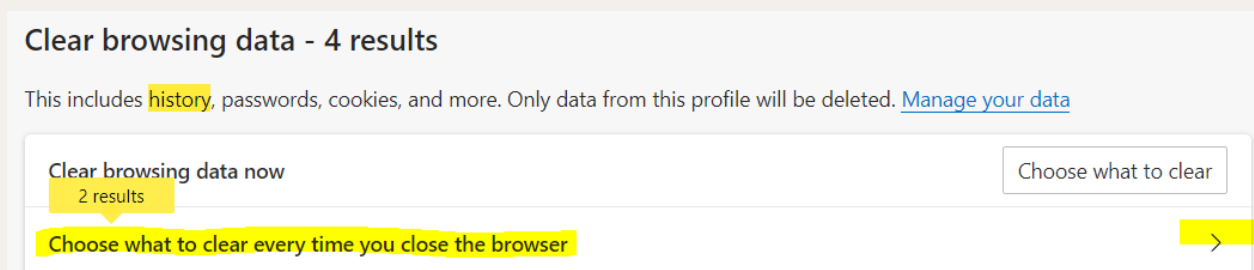 Clear browsing data - 4 results
This includes history, passwords, cookies, and more. Only data from this profile will be deleted. Manage your data
Clear browsing data now
Choose what to clear
2 results
Choose what to clear every time you close the browser